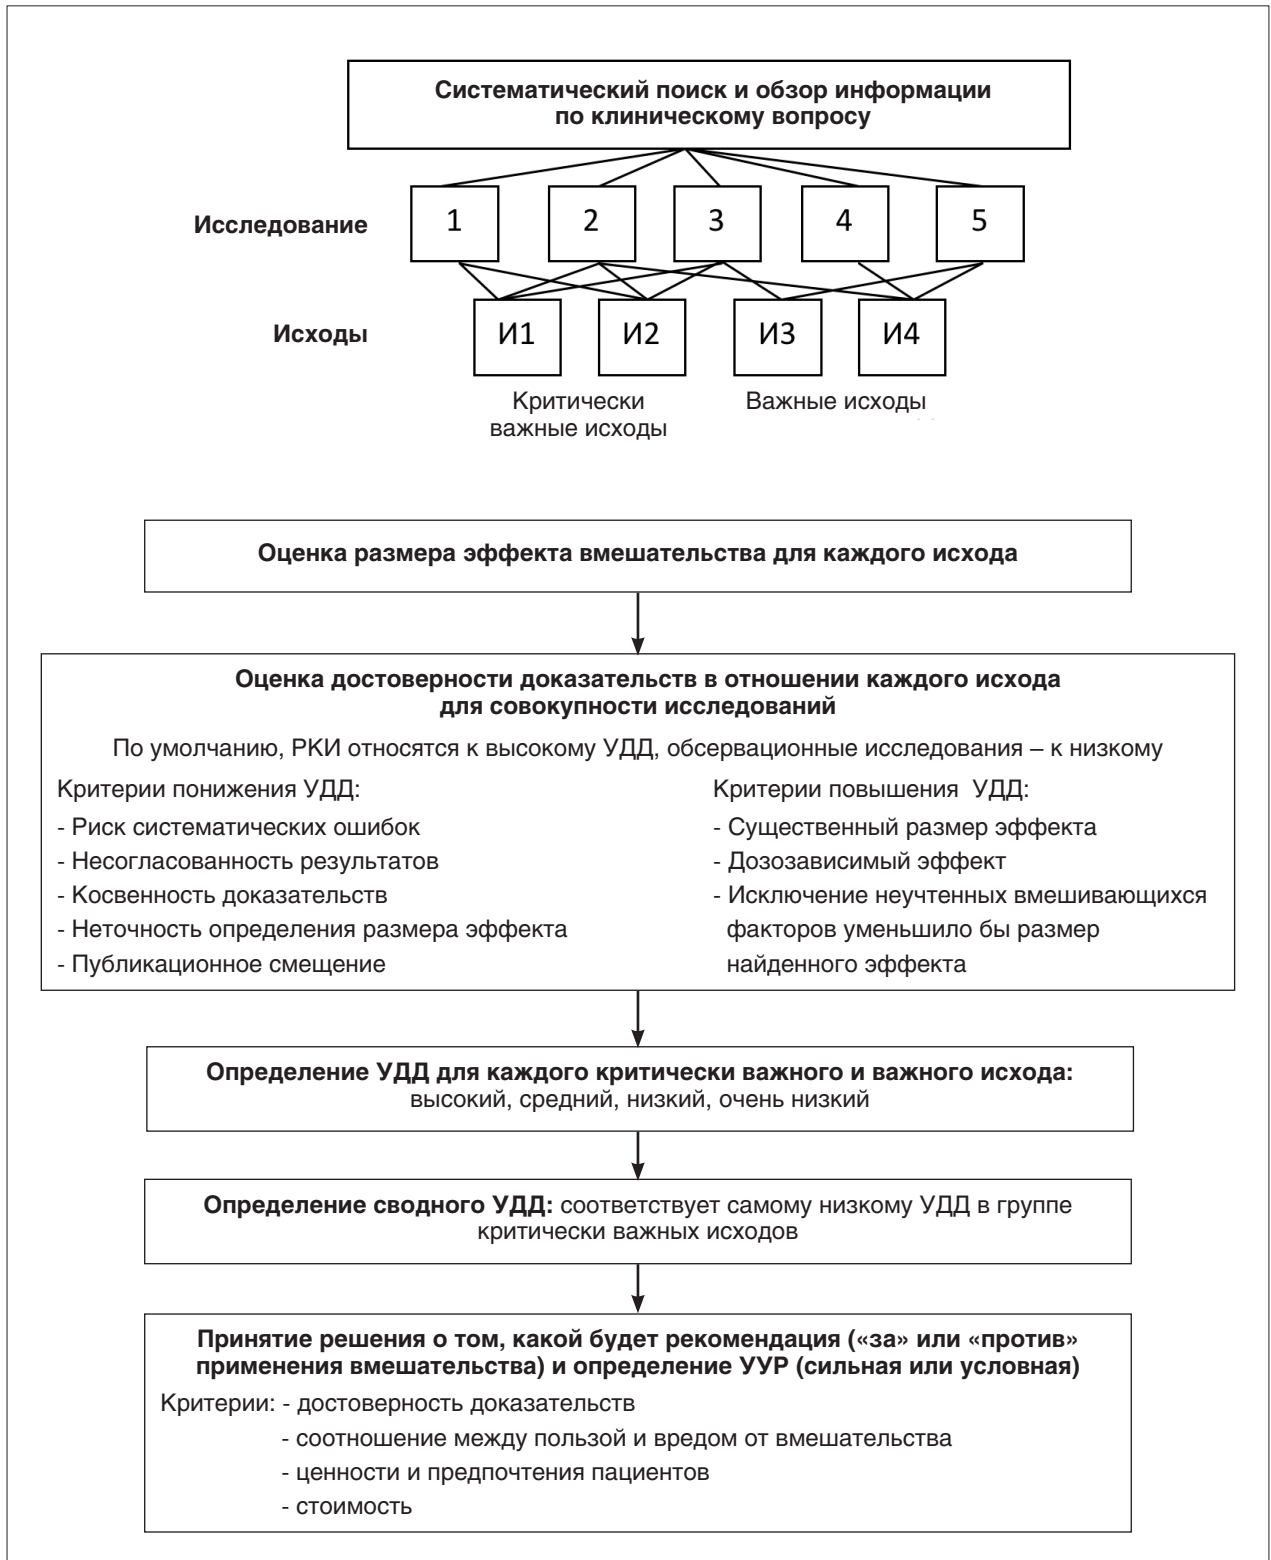 Систематический поиск и обзор информации
по клиническому вопросу
Исследование
1
2
3
4
5
Исходы
И1
И2
И3
И4
Критически
важные исходы
Важные исходы
Оценка размера эффекта вмешательства для каждого исхода
Оценка достоверности доказательств в отношении каждого исхода
для совокупности исследований
По умолчанию, РКИ относятся к высокому УДД, обсервационные исследования – к низкому
Критерии понижения УДД:
- Риск систематических ошибок
- Несогласованность результатов
- Косвенность доказательств
- Неточность определения размера эффекта
- Публикационное смещение
Критерии повышения УДД:
- Существенный размер эффекта
- Дозозависимый эффект
- Исключение неучтенных вмешивающихся
факторов уменьшило бы размер
найденного эффекта
Определение УДД для каждого критически важного и важного исхода:
высокий, средний, низкий, очень низкий
Определение сводного УДД: соответствует самому низкому УДД в группе
критически важных исходов
Принятие решения о том, какой будет рекомендация («за» или «против»
применения вмешательства) и определение УУР (сильная или условная)
Критерии: - достоверность доказательств
- соотношение между пользой и вредом от вмешательства
- ценности и предпочтения пациентов
- стоимость